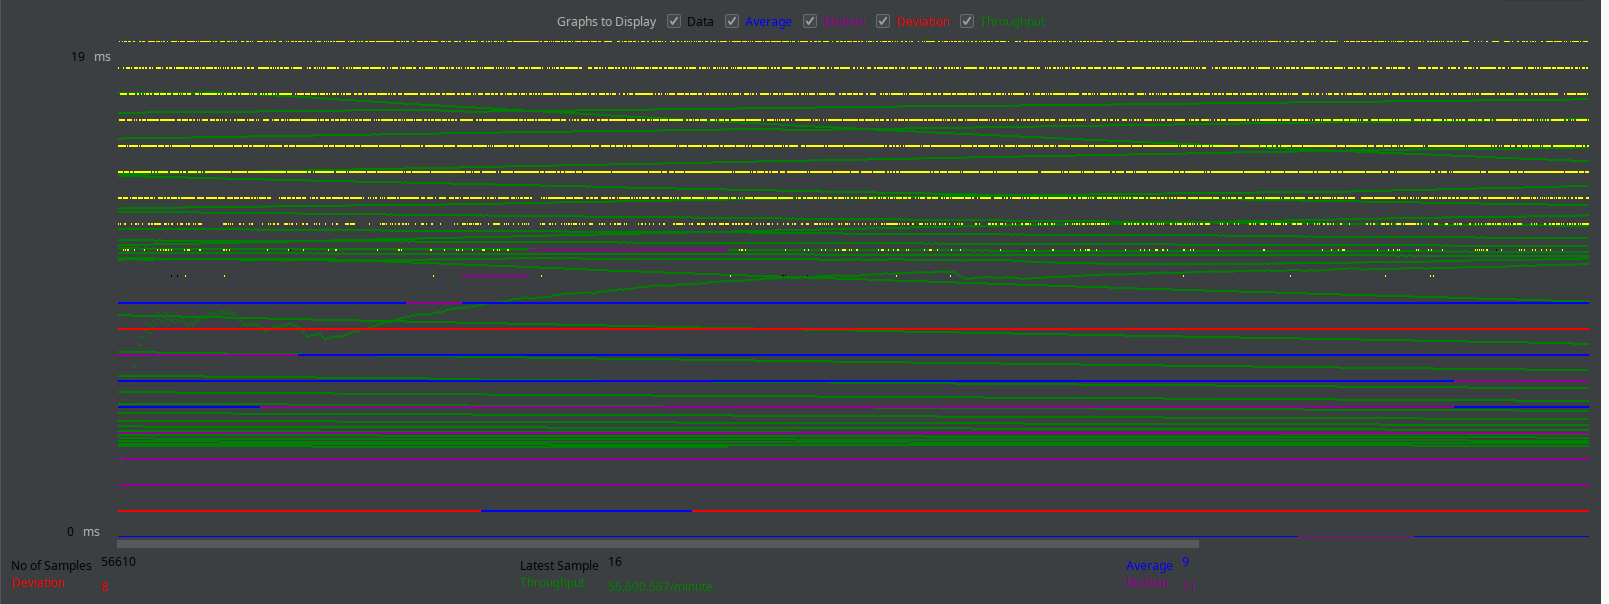 Graphs to Display Data Average Median Deviation Throughput
19 ms
0 ms
No of Samples 56610 Latest Sample 16 Average 9
Deviation 8 Throughput 56,600,567/minute Median 11